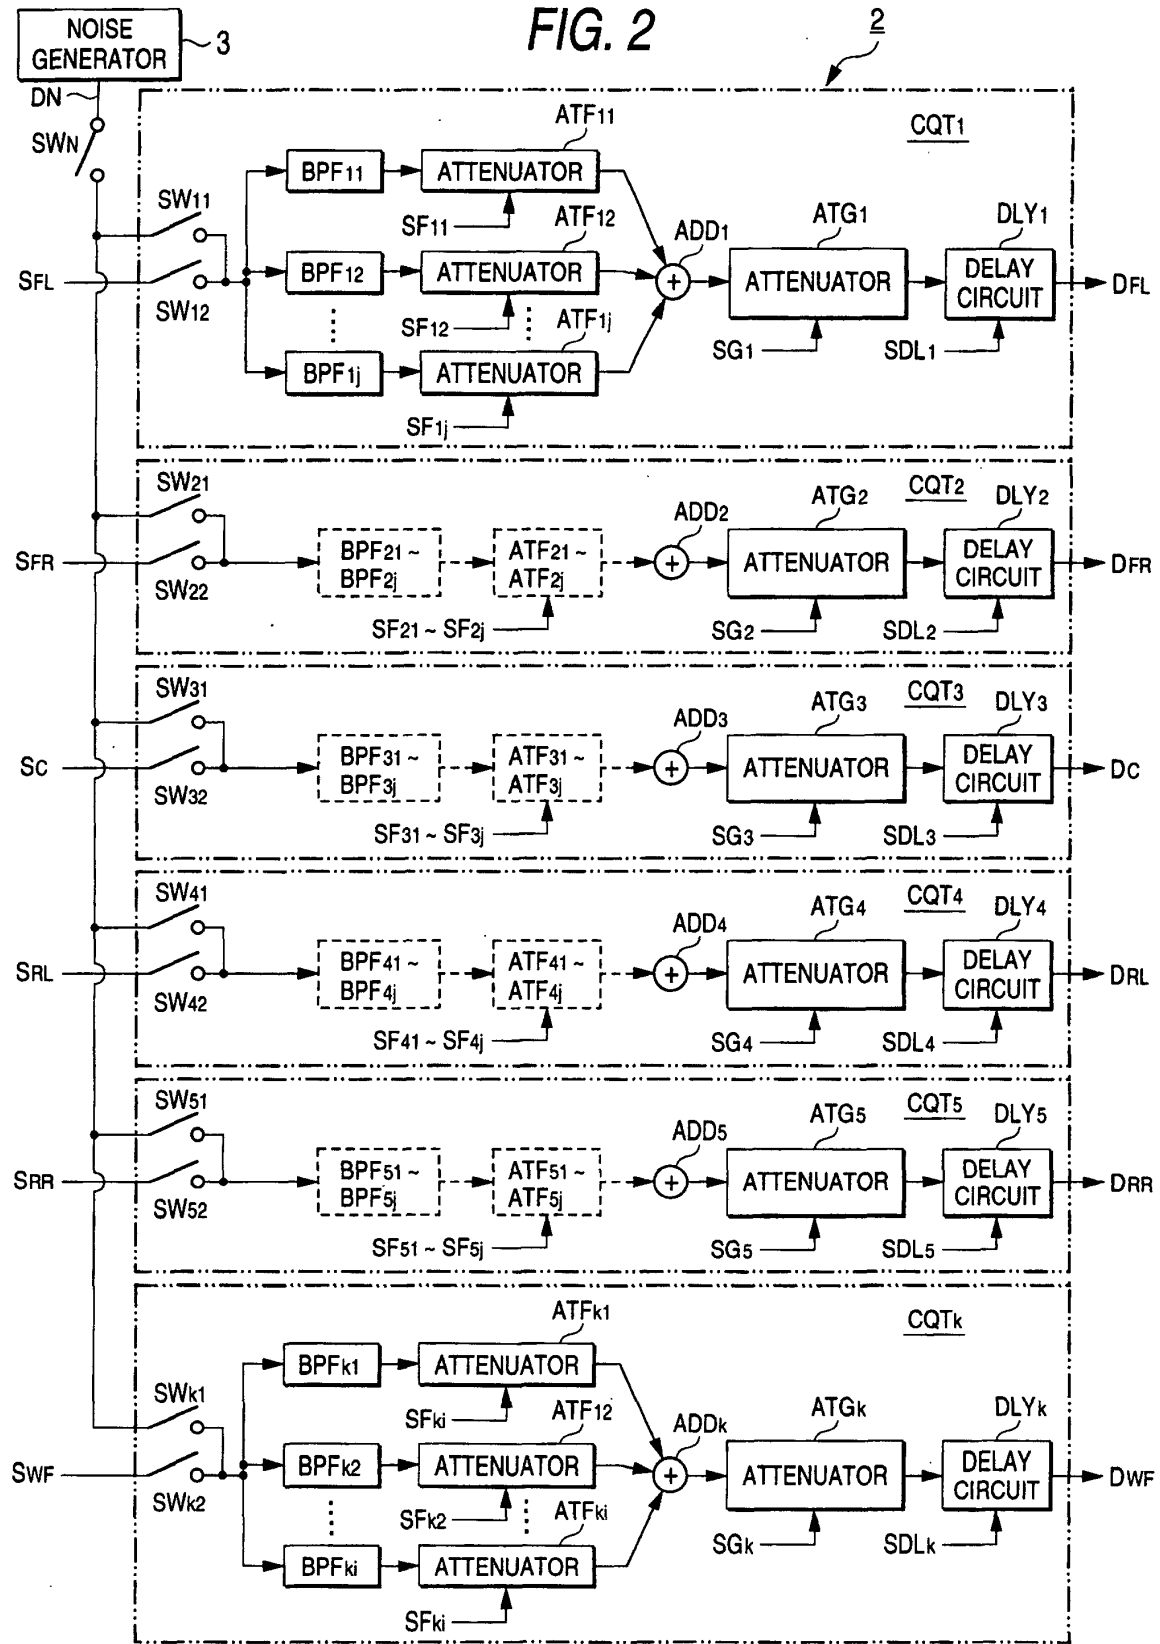 FIG. 2
2
NOISE
GENERATOR
3
DN
SWN
CQT1
ATF11
BPF11
ATTENUATOR
SW11
SF11
ATF12
ADD1
ATG1
DLY1
SFL
BPF12
ATTENUATOR
+
ATTENUATOR
DELAY
CIRCUIT
DFL
SW12
SF12
ATF1j
SG1
SDL1
BPF1j
ATTENUATOR
SF1j
SW21
ADD2
ATG2
CQT2
DLY2
SFR
BPF21 ~
BPF2j
ATF21 ~
ATF2j
+
ATTENUATOR
DELAY
CIRCUIT
DFR
SW22
SF21 ~ SF2j
SG2
SDL2
SW31
ADD3
ATG3
CQT3
DLY3
SC
BPF31 ~
BPF3j
ATF31 ~
ATF3j
+
ATTENUATOR
DELAY
CIRCUIT
DC
SW32
SF31 ~ SF3j
SG3
SDL3
SW41
ADD4
ATG4
CQT4
DLY4
SRL
BPF41 ~
BPF4j
ATF41 ~
ATF4j
+
ATTENUATOR
DELAY
CIRCUIT
DRL
SW42
SF41 ~ SF4j
SG4
SDL4
SW51
ADD5
ATG5
CQT5
DLY5
SRR
BPF51 ~
BPF5j
ATF51 ~
ATF5j
+
ATTENUATOR
DELAY
CIRCUIT
DRR
SW52
SF51 ~ SF5j
SG5
SDL5
CQTk
ATFk1
BPFk1
ATTENUATOR
SWk1
SFki
ATF12
ADDk
ATGk
DLYk
SWF
BPFk2
ATTENUATOR
+
ATTENUATOR
DELAY
CIRCUIT
DWF
SWk2
SFk2
ATFki
SGk
SDLk
BPFki
ATTENUATOR
SFki